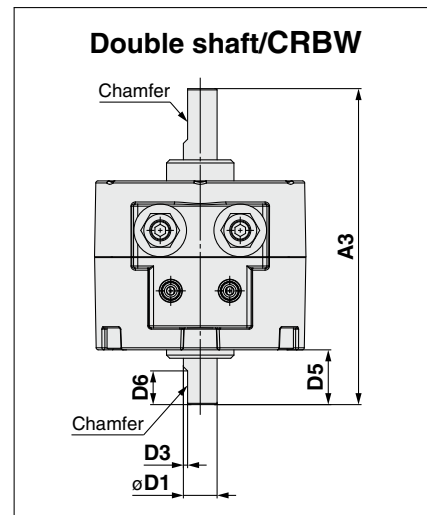 Double shaft/CRBW
Chamfer
A3
D5
D6
Chamfer
D3
øD1